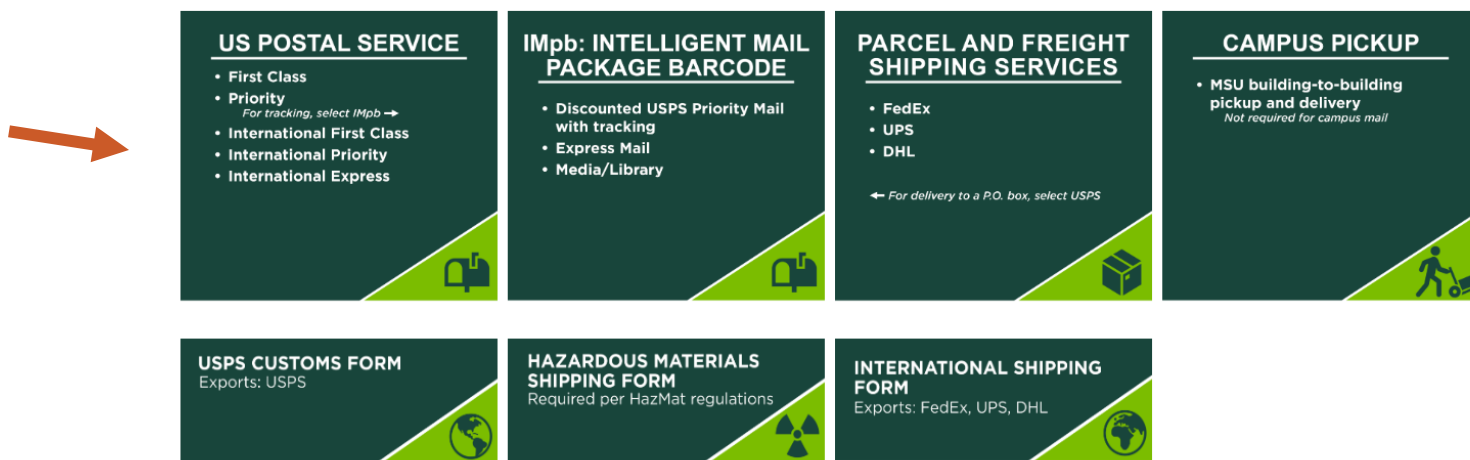 US POSTAL SERVICE
• First Class
• Priority
For tracking, select IMpb →
• International First Class
• International Priority
• International Express
IMpb: INTELLIGENT MAIL
PACKAGE BARCODE
• Discounted USPS Priority Mail
with tracking
• Express Mail
• Media/Library
PARCEL AND FREIGHT
SHIPPING SERVICES
• FedEx
• UPS
• DHL
← For delivery to a P.O. box, select USPS
CAMPUS PICKUP
• MSU building-to-building
pickup and delivery
Not required for campus mail
USPS CUSTOMS FORM
Exports: USPS
HAZARDOUS MATERIALS
SHIPPING FORM
Required per HazMat regulations
INTERNATIONAL SHIPPING
FORM
Exports: FedEx, UPS, DHL